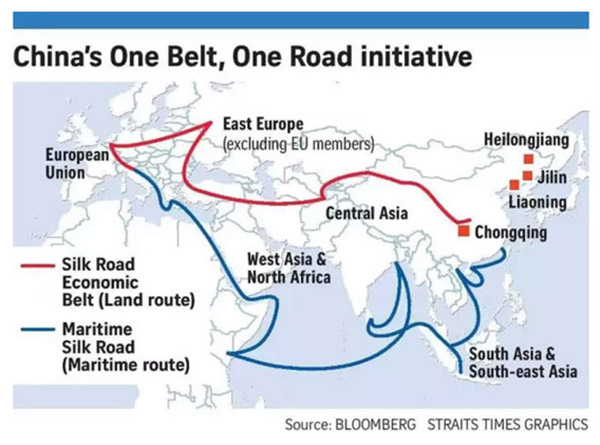 China's One Belt, One Road initiative
East Europe
(excluding EU members)
European
Union
Heilongjiang
Jilin
Liaoning
Central Asia
Chongqing
West Asia &
North Africa
Silk Road
Economic
Belt (Land route)
Maritime
Silk Road
(Maritime route)
South Asia &
South-east Asia
Source: BLOOMBERG STRAITS TIMES GRAPHICS